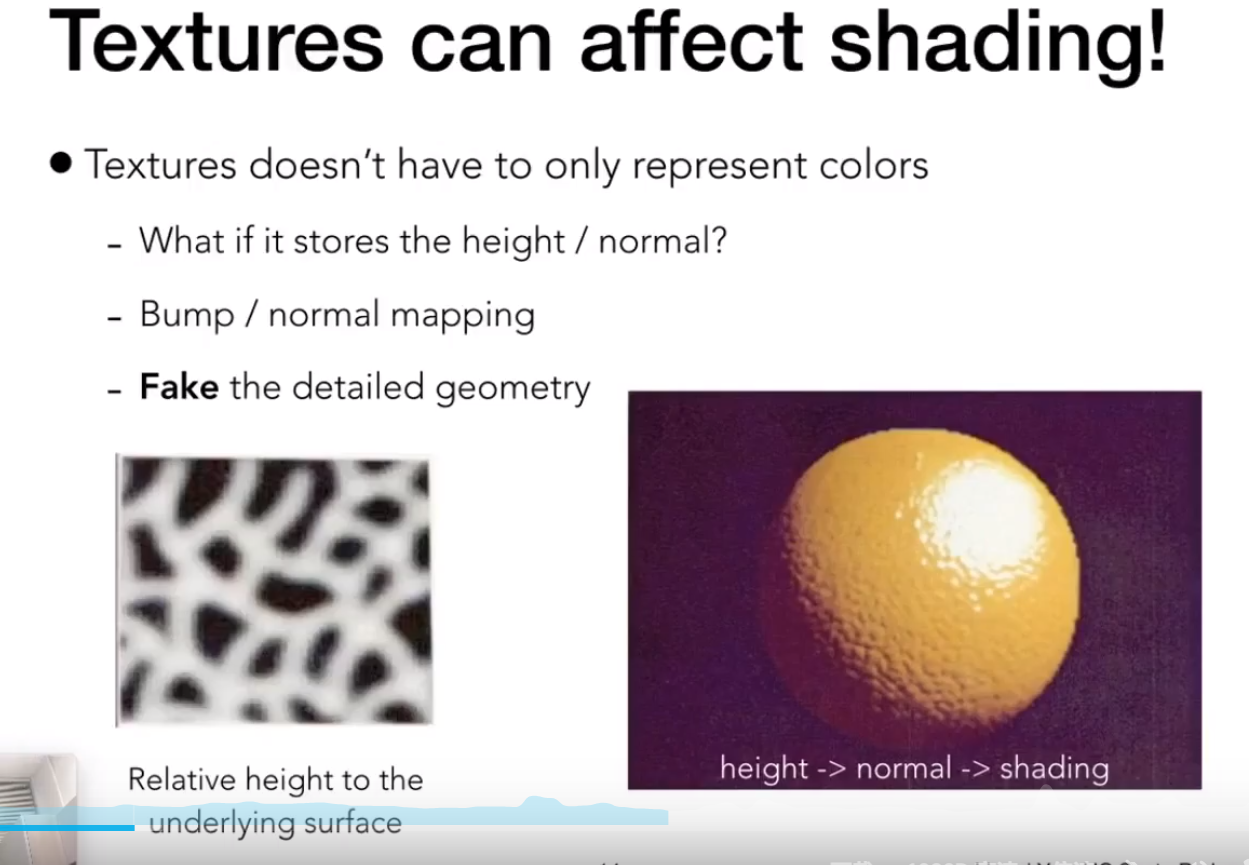 Textures can affect shading!
● Textures doesn't have to only represent colors
- What if it stores the height / normal?
- Bump / normal mapping
- Fake the detailed geometry
Relative height to the
underlying surface
height -> normal -> shading